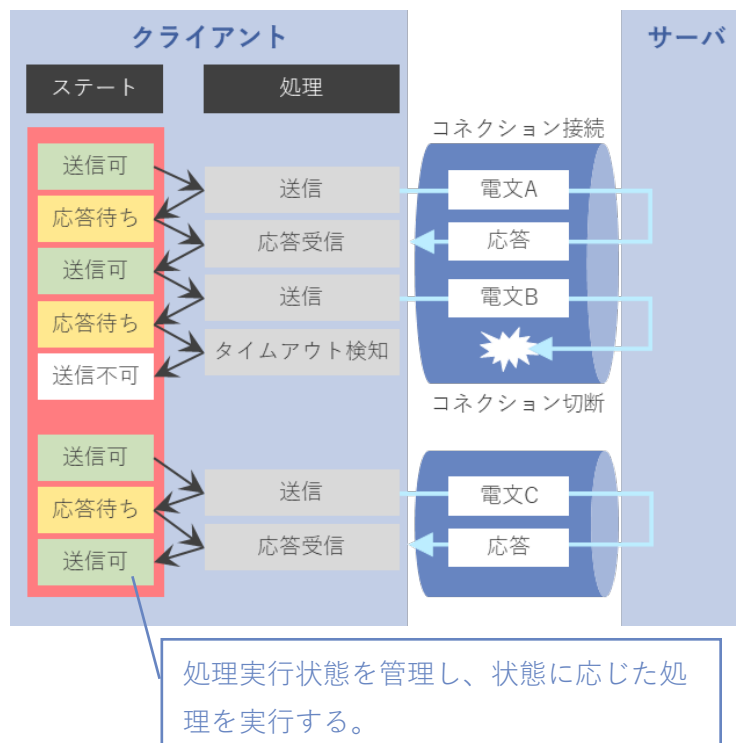 クライアント
サーバ
ステート
処理
コネクション接続
送信可
送信
電文A
応答待ち
応答受信
応答
送信可
送信
電文B
応答待ち
タイムアウト検知
送信不可
コネクション切断
送信可
送信
電文C
応答待ち
応答受信
応答
送信可
処理実行状態を管理し、状態に応じた処
理を実行する。